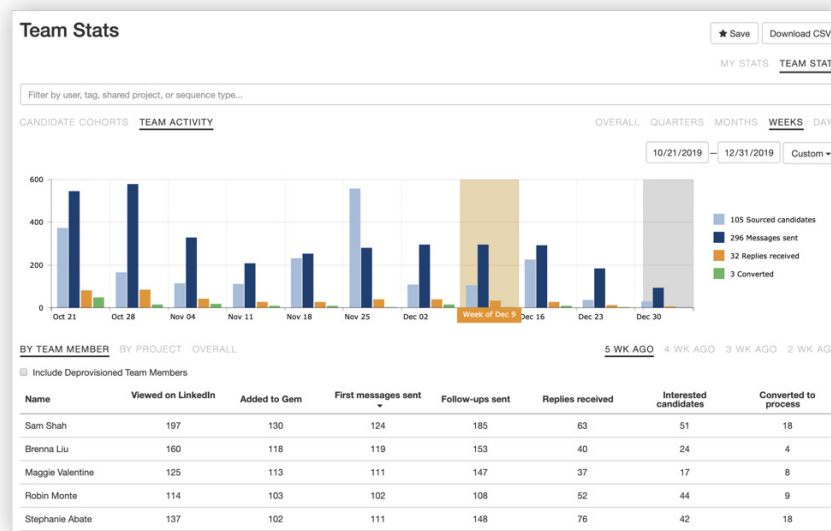 Team Stats
Save
Download CSV
MY STATS TEAM STAT
Filter by user, tag, shared project, or sequence type...
CANDIDATE COHORTS TEAM ACTIVITY
OVERALL QUARTERS MONTHS WEEKS DAY
10/21/2019 – 12/31/2019 Custom
600
400
200
0
105 Sourced candidates
296 Messages sent
32 Replies received
3 Converted
Oct 21 Oct 28 Nov 04 Nov 11 Nov 18 Nov 25 Dec 02 Week of Dec 9 Dec 16 Dec 23 Dec 30
BY TEAM MEMBER BY PROJECT OVERALL
5 WK AGO 4 WK AGO 3 WK AGO 2 WK AG
Include Deprovisioned Team Members
Name Viewed on LinkedIn Added to Gem First messages sent Follow-ups sent Replies received Interested candidates Converted to process
Sam Shah 197 130 124 185 63 51 18
Brenna Liu 160 118 119 153 40 24 4
Maggie Valentine 125 113 111 147 37 17 8
Robin Monte 114 103 102 108 52 44 9
Stephanie Abate 137 102 111 148 76 42 18